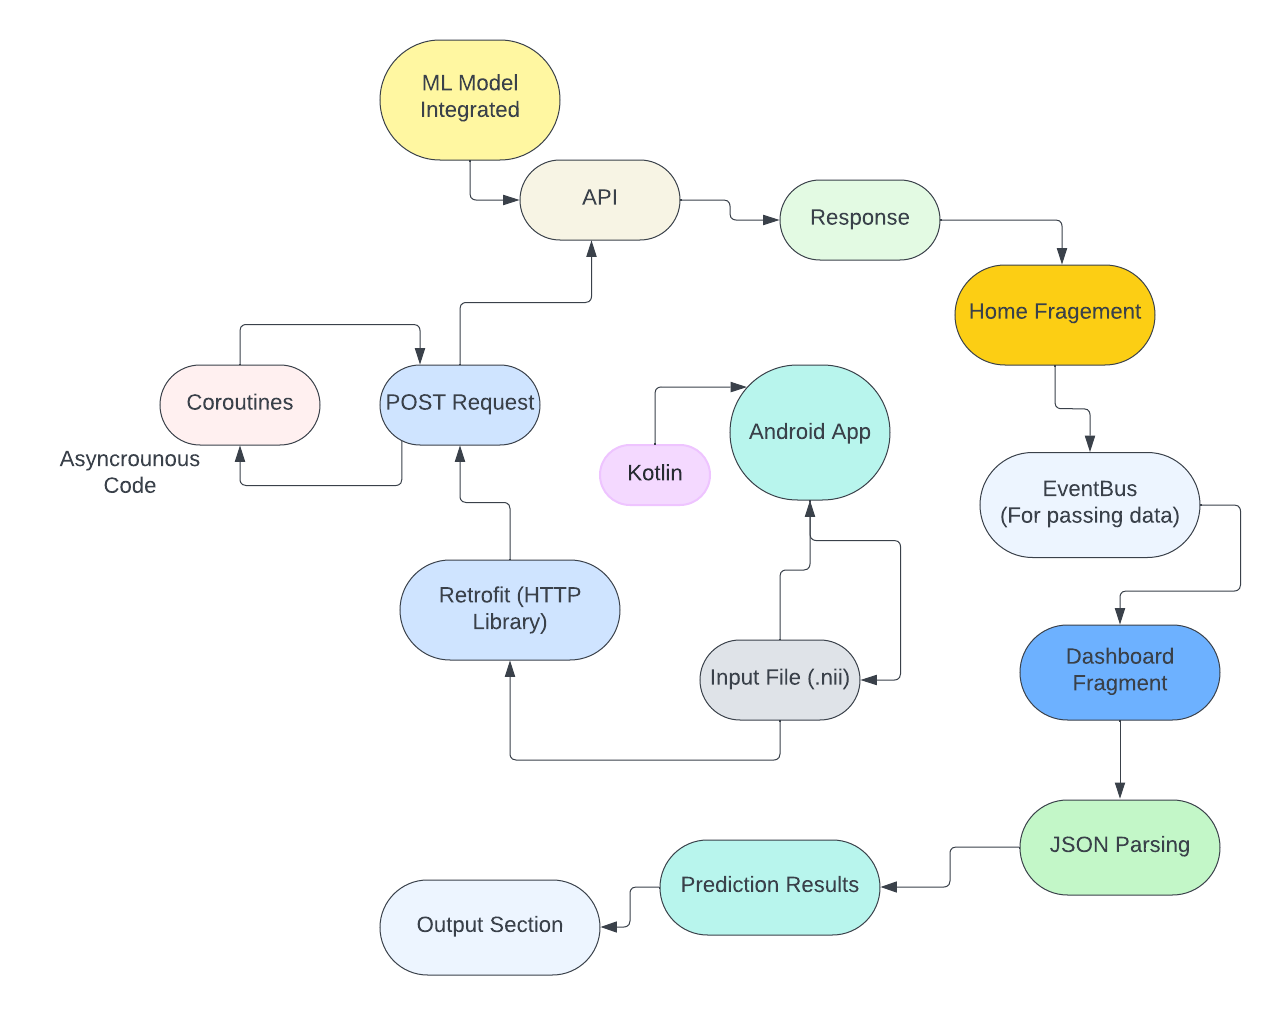 ML Model
Integrated
API
Response
Home Fragement
Coroutines
POST Request
Android App
Asyncrounous
Code
Kotlin
EventBus
(For passing data)
Retrofit (HTTP
Library)
Input File (.nii)
Dashboard
Fragment
JSON Parsing
Prediction Results
Output Section